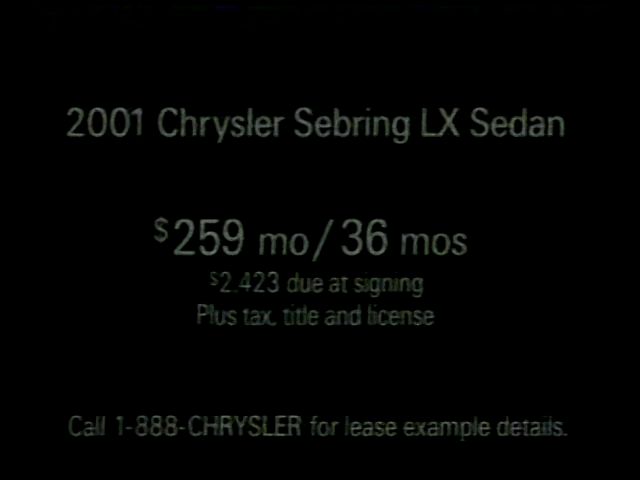 2001 Chrysler Sebring LX Sedan
$259 mo/36 mos
$2,423 due at signing
Plus tax, title and license
Call 1-888-CHRYSLER for lease example details.